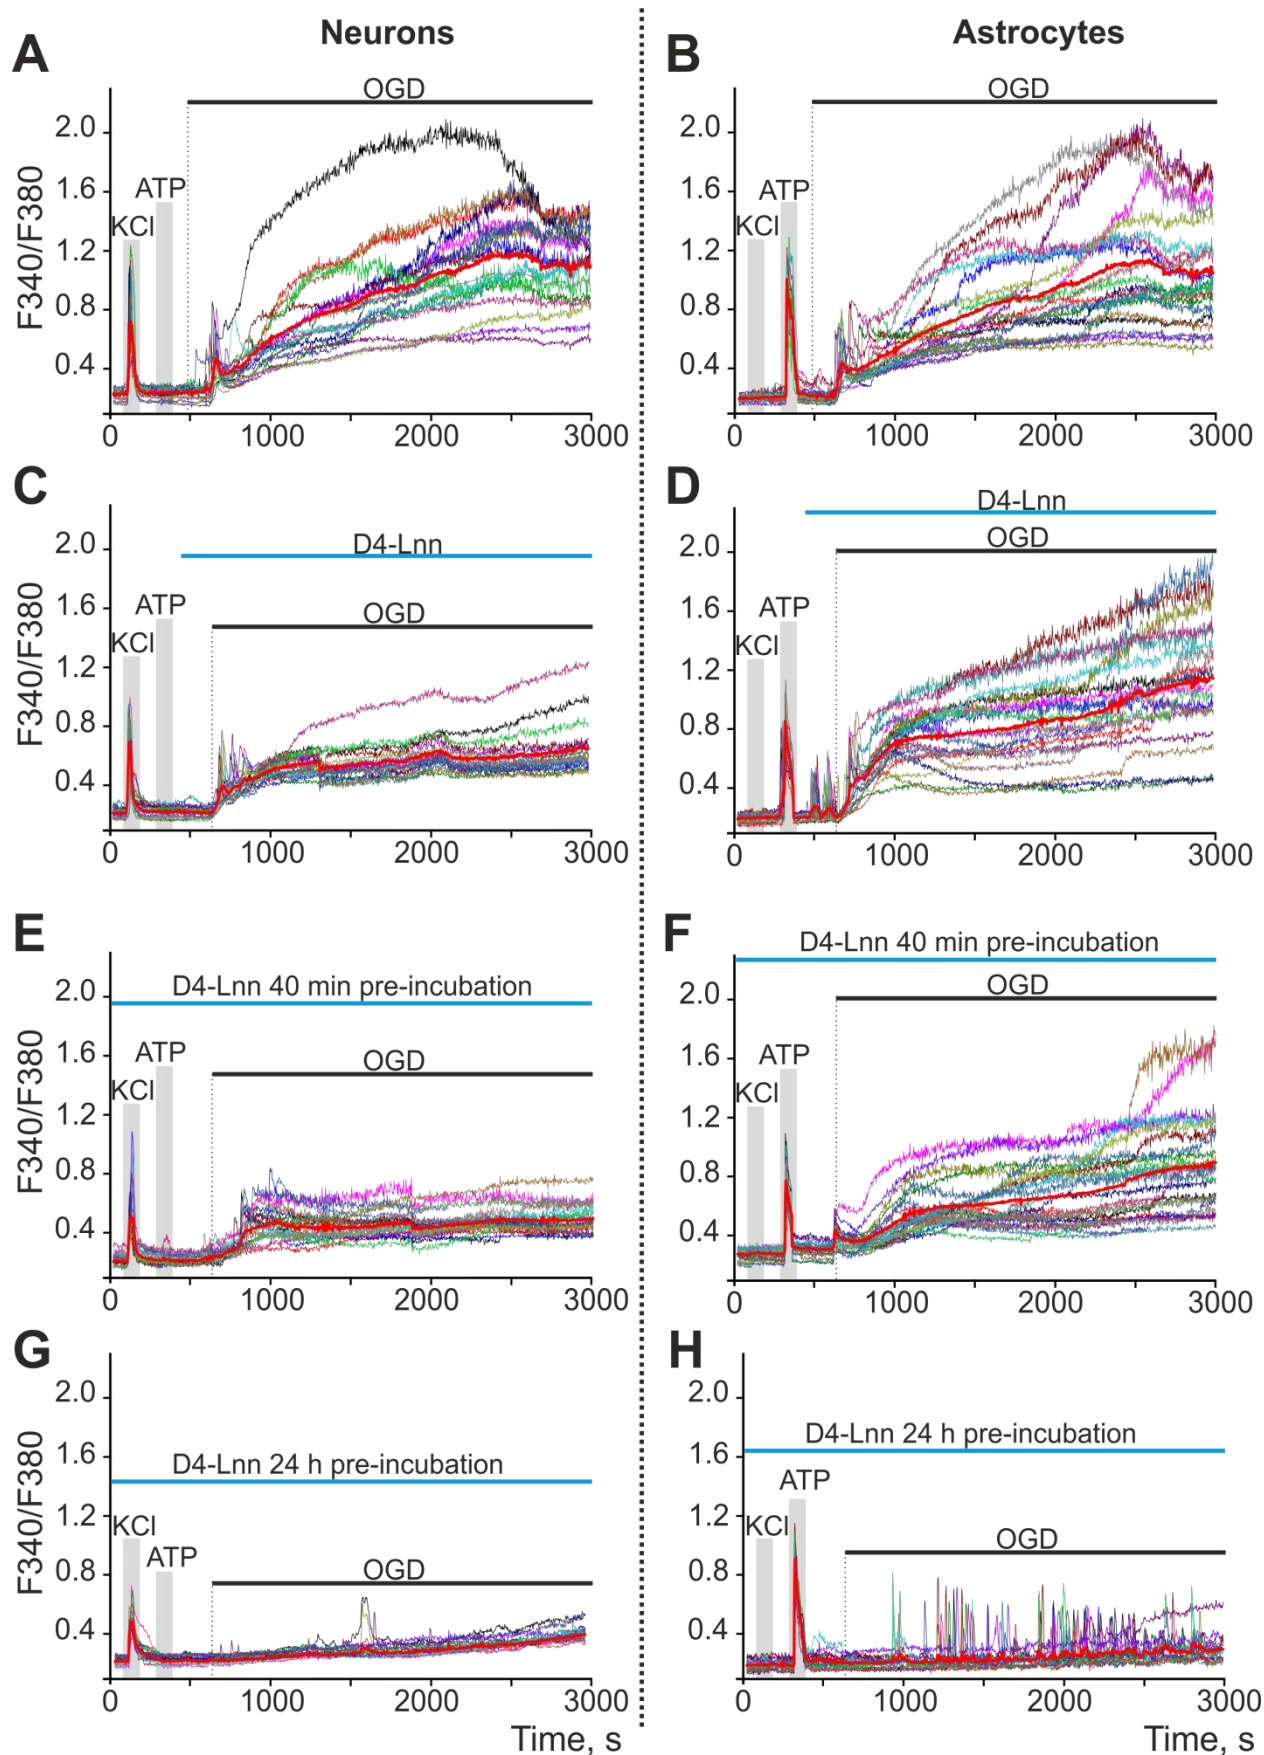 Neurons
Astrocytes
A
OGD
2.0
1.6
1.2
0.8
0.4
KCl
ATP
F340/F380
0
1000
2000
3000
B
OGD
2.0
1.6
1.2
0.8
0.4
KCl
ATP
0
1000
2000
3000
C
D4-Lnn
OGD
2.0
1.6
1.2
0.8
0.4
KCl
ATP
F340/F380
0
1000
2000
3000
D
D4-Lnn
OGD
2.0
1.6
1.2
0.8
0.4
KCl
ATP
0
1000
2000
3000
E
D4-Lnn 40 min pre-incubation
OGD
2.0
1.6
1.2
0.8
0.4
KCl
ATP
F340/F380
0
1000
2000
3000
F
D4-Lnn 40 min pre-incubation
OGD
2.0
1.6
1.2
0.8
0.4
KCl
ATP
0
1000
2000
3000
G
D4-Lnn 24 h pre-incubation
OGD
2.0
1.6
1.2
0.8
0.4
KCl
ATP
F340/F380
0
1000
2000
3000
Time, s
H
D4-Lnn 24 h pre-incubation
OGD
2.0
1.6
1.2
0.8
0.4
KCl
ATP
0
1000
2000
3000
Time, s